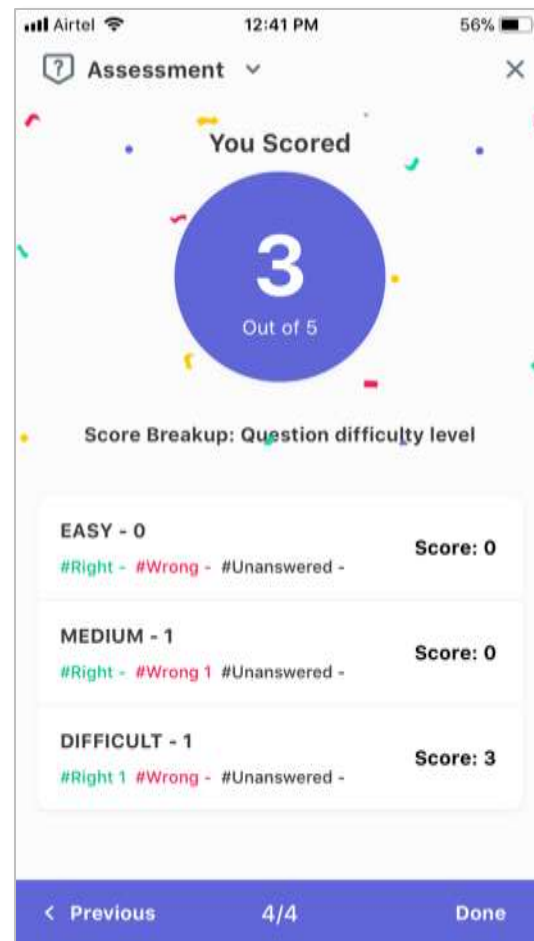 Airtel 12:41 PM 56%
? Assessment
You Scored
3
Out of 5
Score Breakup: Question difficulty level
EASY - 0
#Right - #Wrong - #Unanswered -
Score: 0
MEDIUM - 1
#Right - #Wrong 1 #Unanswered -
Score: 0
DIFFICULT - 1
#Right 1 #Wrong - #Unanswered -
Score: 3
< Previous 4/4 Done